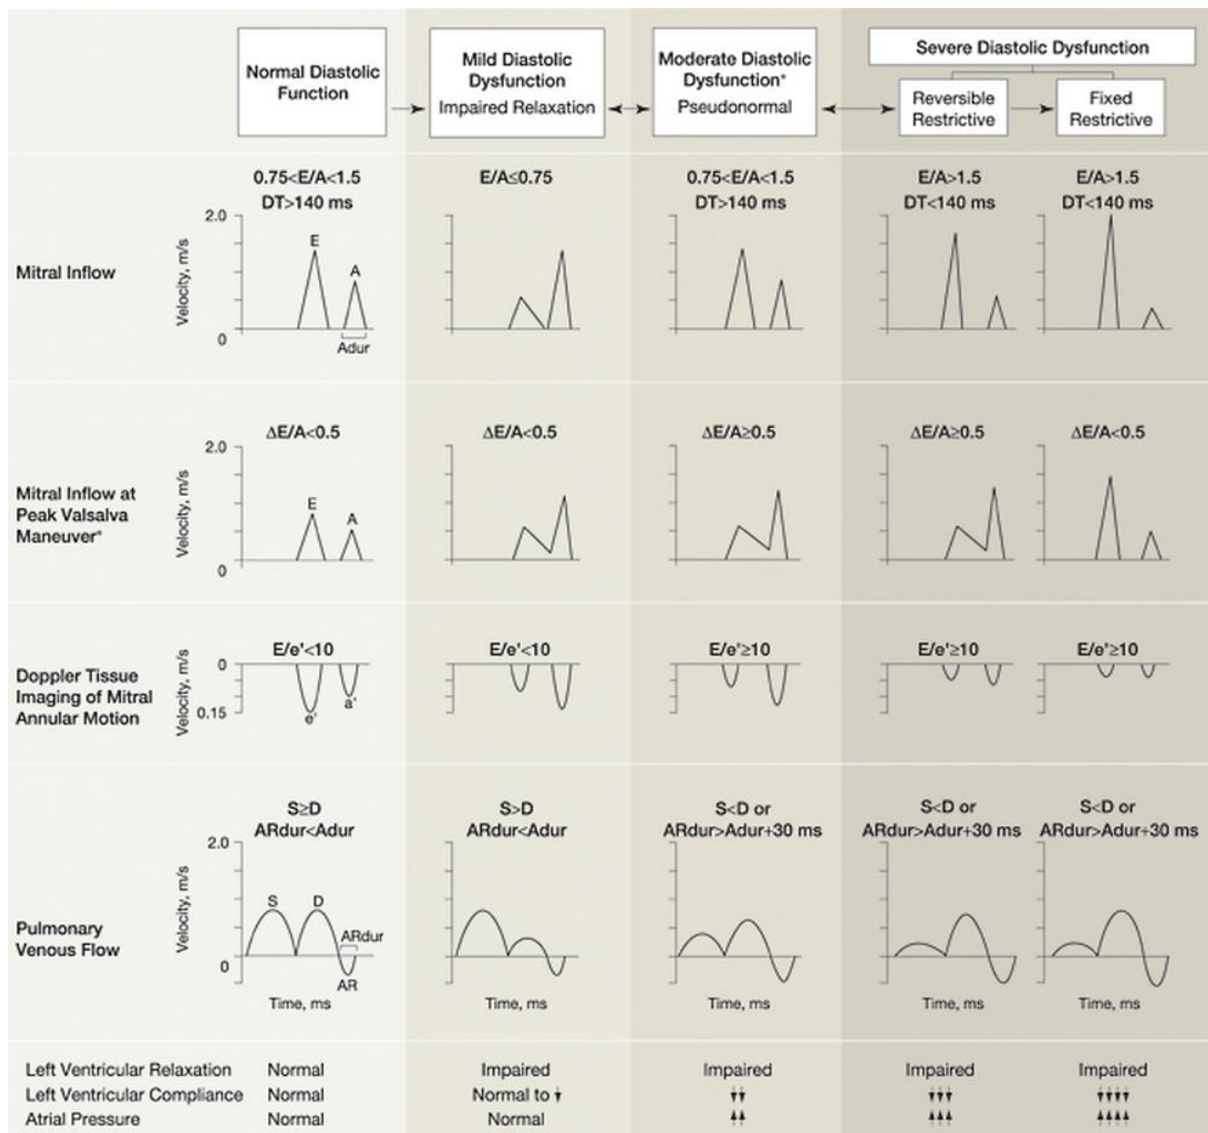 Normal Diastolic
Function
Mild Diastolic
Dysfunction
Impaired Relaxation
Moderate Diastolic
Dysfunction*
Pseudonormal
Severe Diastolic Dysfunction
Reversible
Restrictive
Fixed
Restrictive
Mitral Inflow
Velocity, m/s
2.0
0
0.75<E/A<1.5
DT>140 ms
E
A
Adur
E/A≤0.75
0.75<E/A<1.5
DT>140 ms
E/A>1.5
DT<140 ms
E/A>1.5
DT<140 ms
Mitral Inflow at
Peak Valsalva
Maneuver*
Velocity, m/s
2.0
0
ΔE/A<0.5
E
A
ΔE/A<0.5
ΔE/A≥0.5
ΔE/A≥0.5
ΔE/A<0.5
Doppler Tissue
Imaging of Mitral
Annular Motion
Velocity, m/s
0
0.15
E/e'<10
e'
a'
E/e'<10
E/e'≥10
E/e'≥10
E/e'≥10
Pulmonary
Venous Flow
Velocity, m/s
2.0
0
S≥D
ARdur<Adur
S
D
ARdur
AR
Time, ms
S>D
ARdur<Adur
Time, ms
S<D or
ARdur>Adur+30 ms
Time, ms
S<D or
ARdur>Adur+30 ms
Time, ms
S<D or
ARdur>Adur+30 ms
Time, ms
Left Ventricular Relaxation Normal Impaired Impaired Impaired Impaired
Left Ventricular Compliance Normal Normal to ↓ ↓↓ ↓↓↓ ↓↓↓↓
Atrial Pressure Normal Normal ↑↑ ↑↑↑ ↑↑↑↑